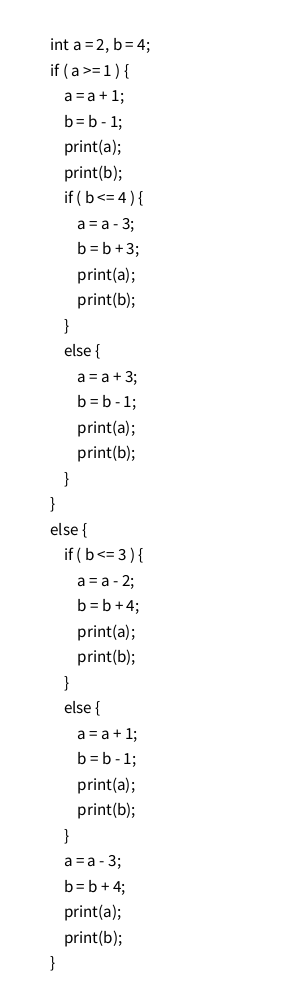 int a = 2, b = 4;
if ( a >= 1 ) {
    a = a + 1;
    b = b - 1;
    print(a);
    print(b);
    if ( b <= 4 ) {
        a = a - 3;
        b = b + 3;
        print(a);
        print(b);
    }
    else {
        a = a + 3;
        b = b - 1;
        print(a);
        print(b);
    }
}
else {
    if ( b <= 3 ) {
        a = a - 2;
        b = b + 4;
        print(a);
        print(b);
    }
    else {
        a = a + 1;
        b = b - 1;
        print(a);
        print(b);
    }
    a = a - 3;
    b = b + 4;
    print(a);
    print(b);
}